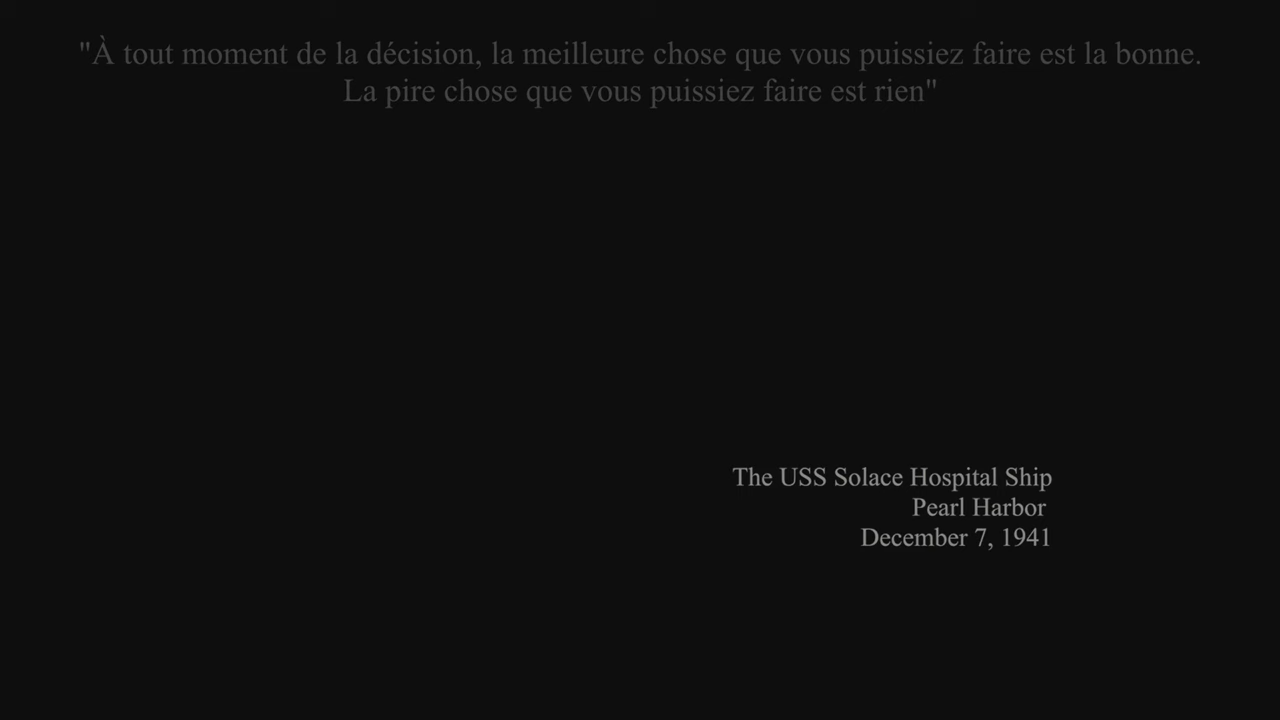 "À tout moment de la décision, la meilleure chose que vous puissiez faire est la bonne.
La pire chose que vous puissiez faire est rien"
The USS Solace Hospital Ship
Pearl Harbor
December 7, 1941